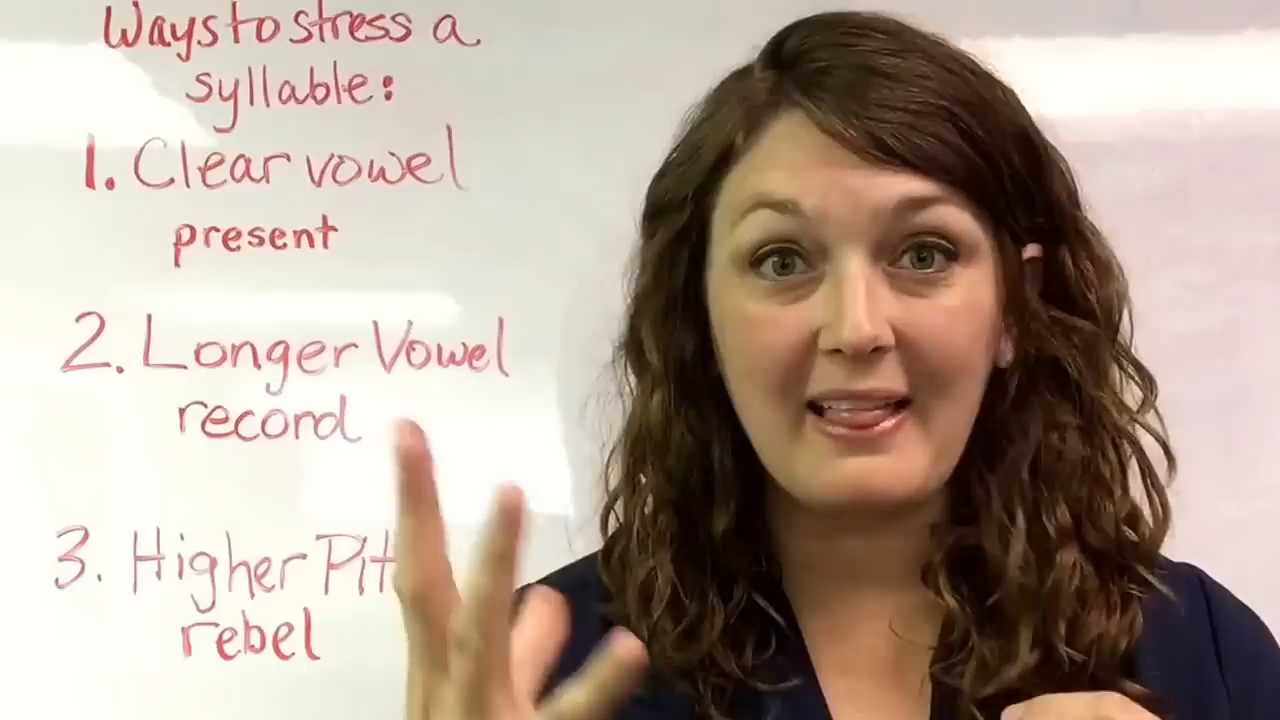 Ways to stress a
syllable:
1. Clear vowel
present
2. Longer Vowel
record
3. Higher Pit
rebel